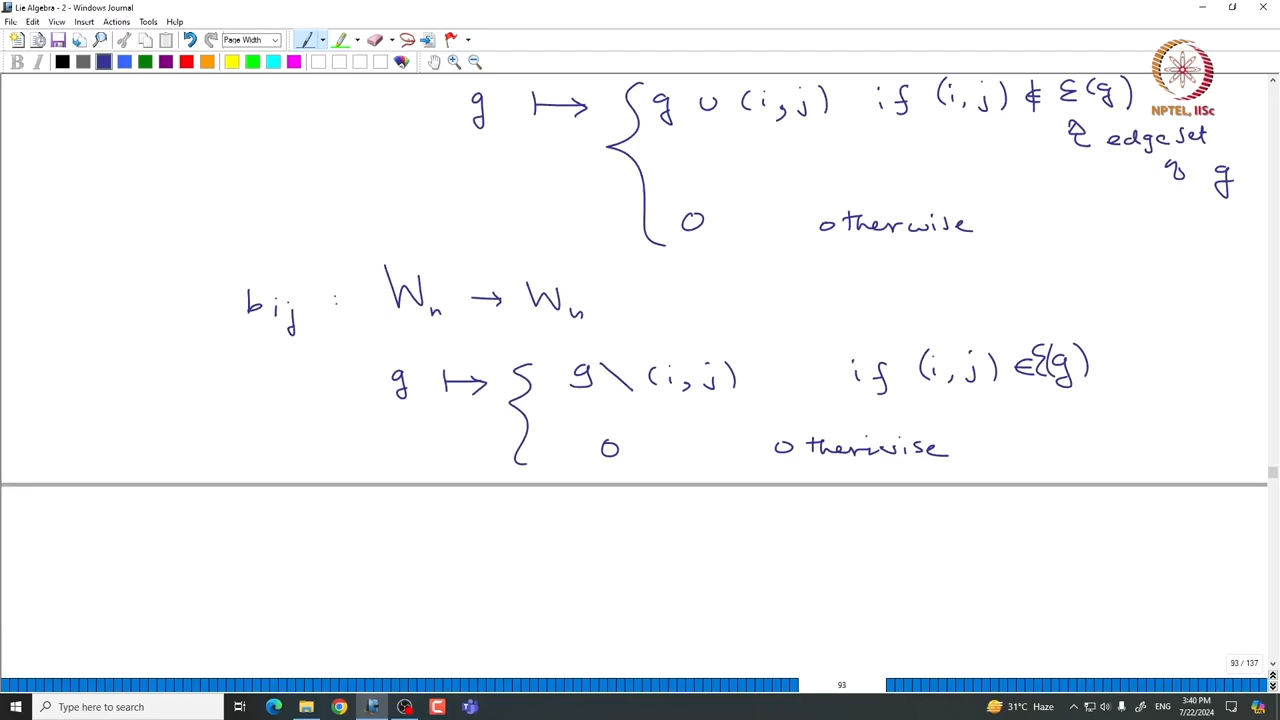 Lie Algebra - 2 - Windows Journal
File Edit View Insert Actions Tools Help
Page Width
B I
NPTEL, IISc
g ↦ { g ∪ (i, j) if (i, j) ∉ Σ(g)
edge set
of g
0 otherwise
b_ij : W_n → W_n
g ↦ { g \ (i, j) if (i, j) ∈ Σ(g)
0 otherwise
93 / 137
93
Type here to search
31°C Haze
ENG
3:40 PM
7/22/2024